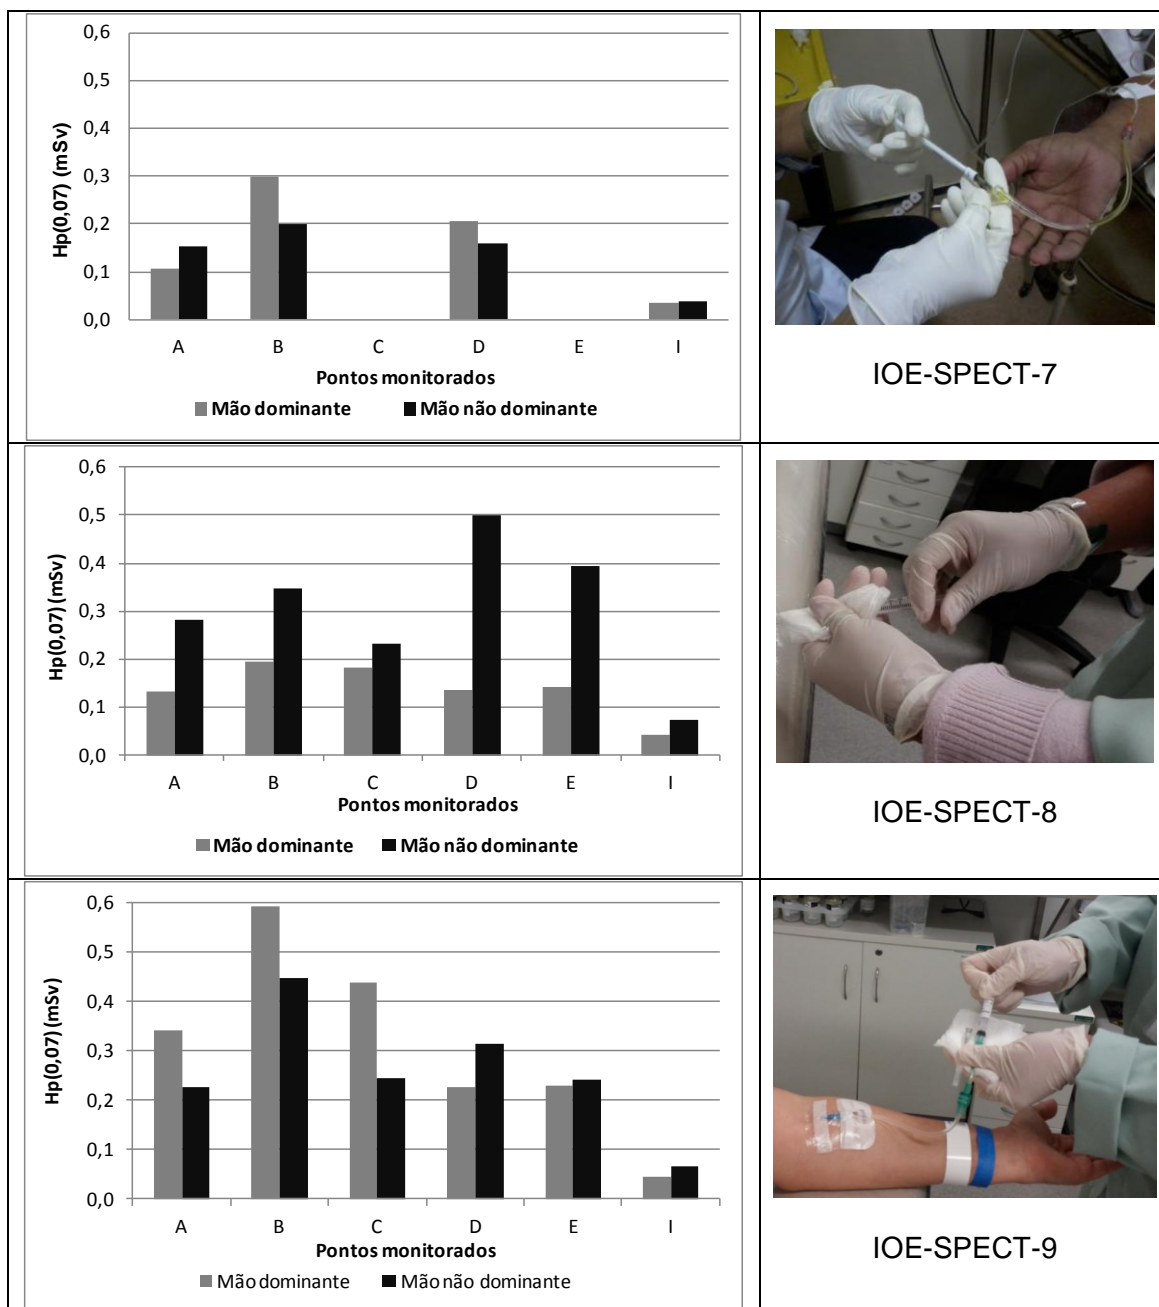 0,6
0,5
0,4
0,3
0,2
0,1
0,0
Hp(0,07) (mSv)
A B C D E I
Pontos monitorados
Mão dominante Mão não dominante
IOE-SPECT-7
0,6
0,5
0,4
0,3
0,2
0,1
0,0
Hp(0,07) (mSv)
A B C D E I
Pontos monitorados
Mão dominante Mão não dominante
IOE-SPECT-8
0,6
0,5
0,4
0,3
0,2
0,1
0,0
Hp(0,07) (mSv)
A B C D E I
Pontos monitorados
Mão dominante Mão não dominante
IOE-SPECT-9